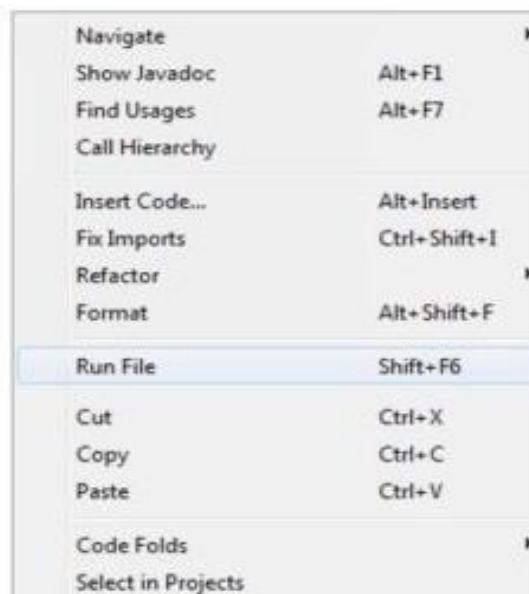 Navigate
Show Javadoc Alt+F1
Find Usages Alt+F7
Call Hierarchy
Insert Code... Alt+Insert
Fix Imports Ctrl+Shift+I
Refactor
Format Alt+Shift+F
Run File Shift+F6
Cut Ctrl+X
Copy Ctrl+C
Paste Ctrl+V
Code Folds
Select in Projects